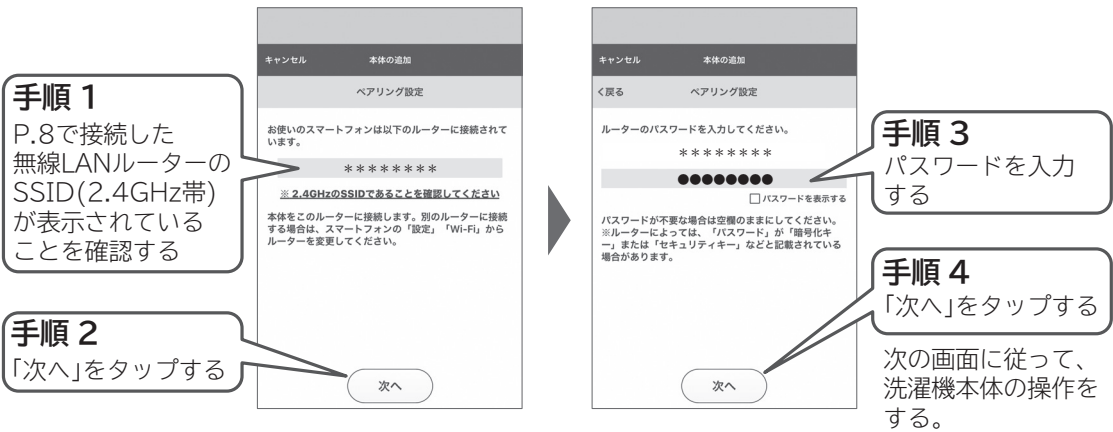 手順 1
P.8で接続した
無線LANルーターの
SSID(2.4GHz帯)
が表示されている
ことを確認する
手順 2
「次へ」をタップする
キャンセル 本体の追加
ペアリング設定
お使いのスマートフォンは以下のルーターに接続されて
います。
********
※ 2.4GHzのSSIDであることを確認してください
本体をこのルーターに接続します。別のルーターに接続
する場合は、スマートフォンの「設定」「Wi-Fi」から
ルーターを変更してください。
次へ
キャンセル 本体の追加
く戻る ペアリング設定
ルーターのパスワードを入力してください。
********
●●●●●●●●
パスワードを表示する
パスワードが不要な場合は空欄のままにしてください。
※ルーターによっては、「パスワード」が「暗号化キ
ー」または「セキュリティキー」などと記載されている
場合があります。
次へ
手順 3
パスワードを入力
する
手順 4
「次へ」をタップする
次の画面に従って、
洗濯機本体の操作を
する。